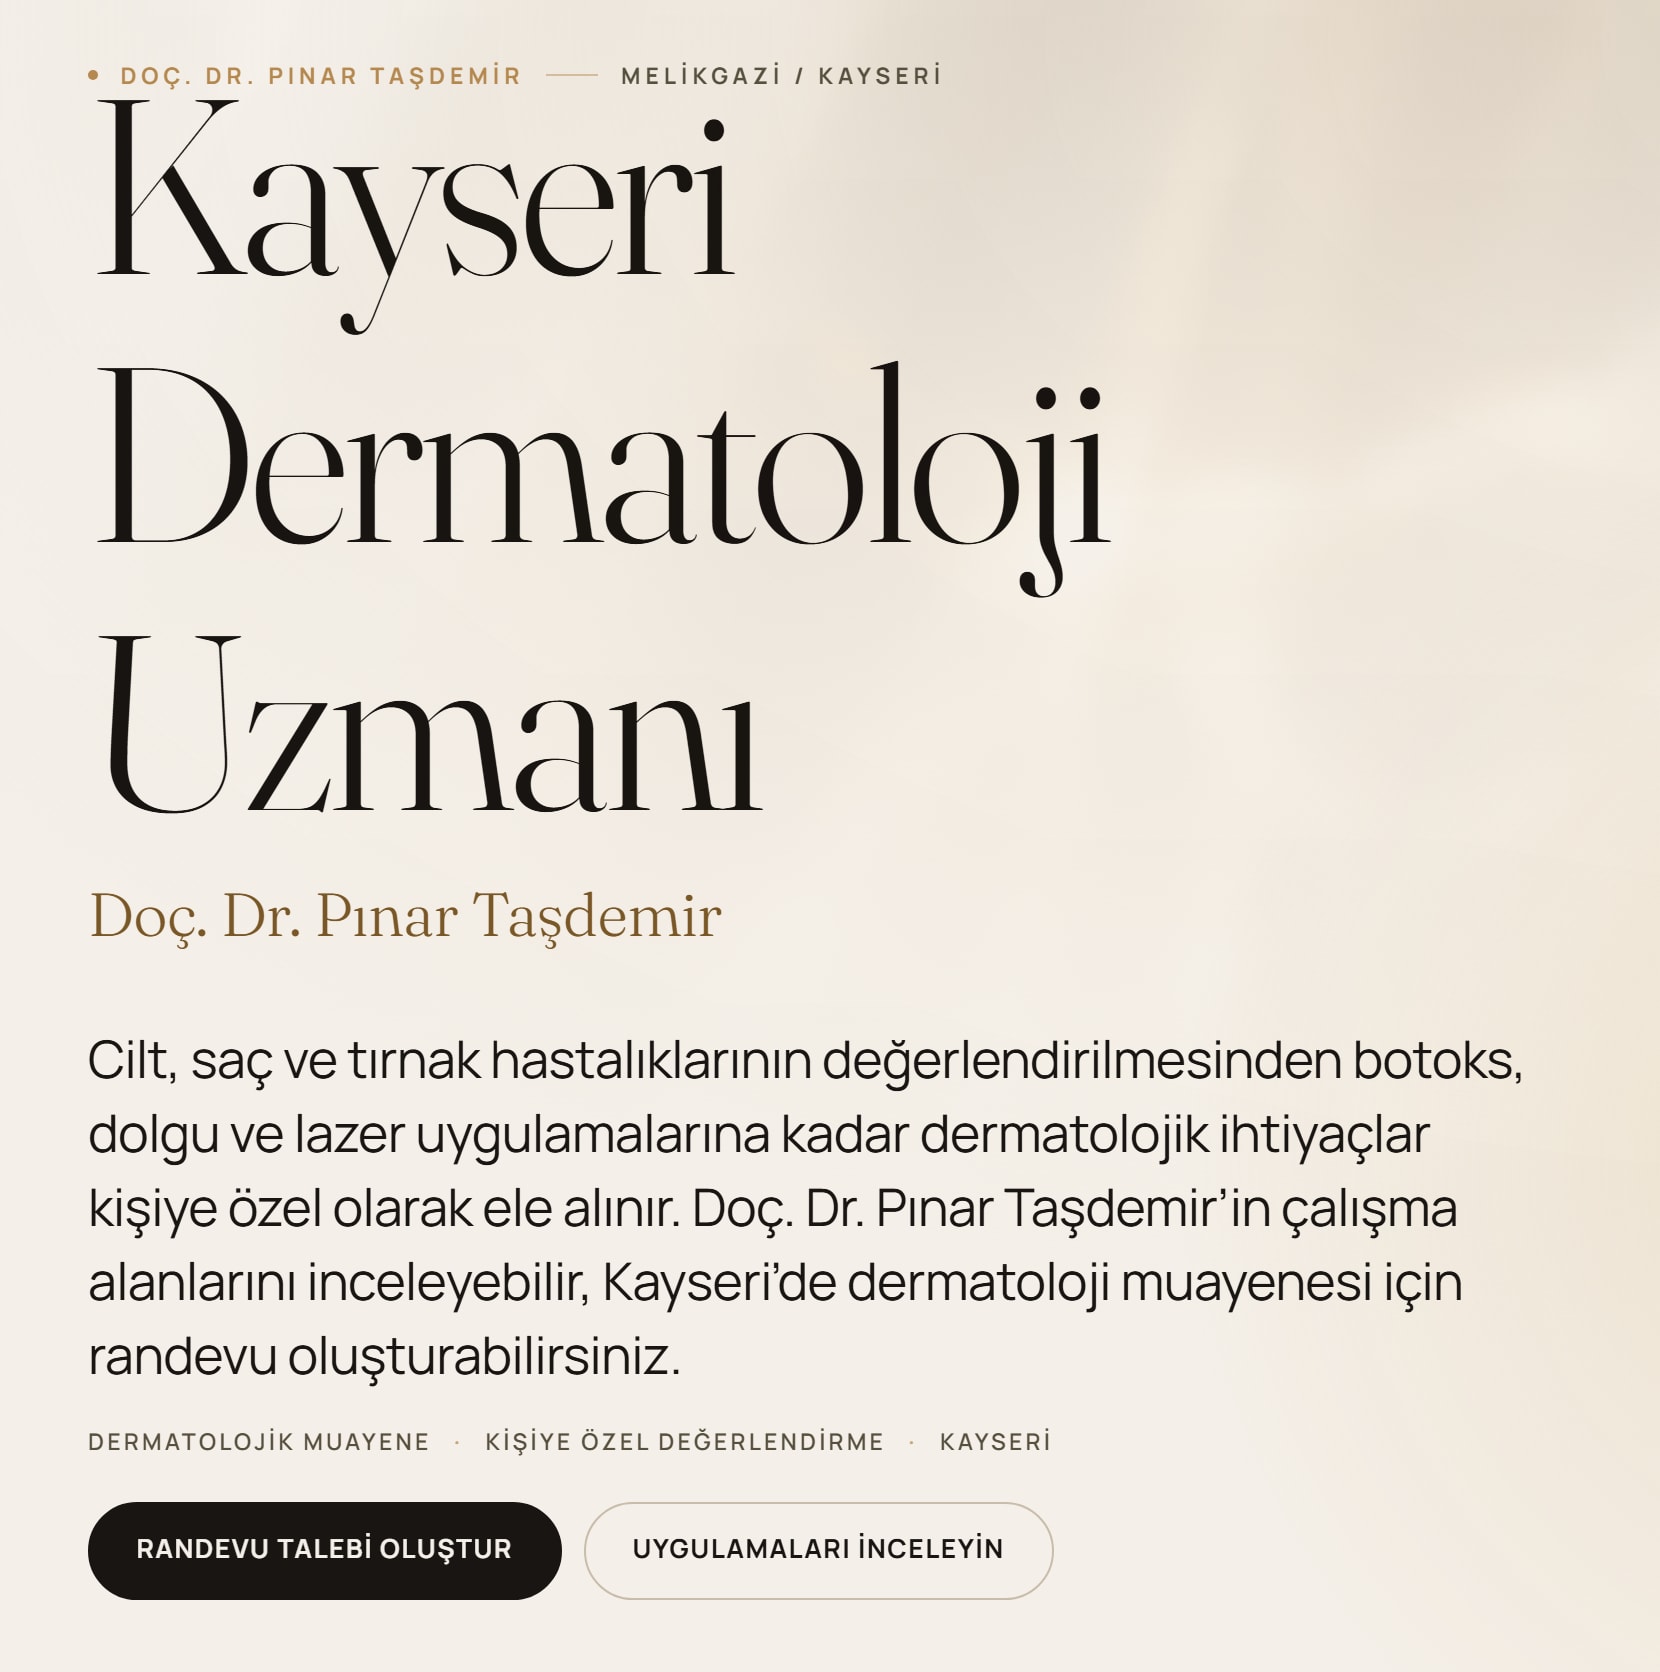 DOÇ. DR. PINAR TAŞDEMİR — MELİKGAZİ / KAYSERİ
Kayseri
Dermatoloji
Uzmanı
Doç. Dr. Pınar Taşdemir
Cilt, saç ve tırnak hastalıklarının değerlendirilmesinden botoks,
dolgu ve lazer uygulamalarına kadar dermatolojik ihtiyaçlar
kişiye özel olarak ele alınır. Doç. Dr. Pınar Taşdemir’in çalışma
alanlarını inceleyebilir, Kayseri’de dermatoloji muayenesi için
randevu oluşturabilirsiniz.
DERMATOLOJİK MUAYENE · KİŞİYE ÖZEL DEĞERLENDİRME · KAYSERİ
RANDEVU TALEBİ OLUŞTUR UYGULAMALARI İNCELEYİN